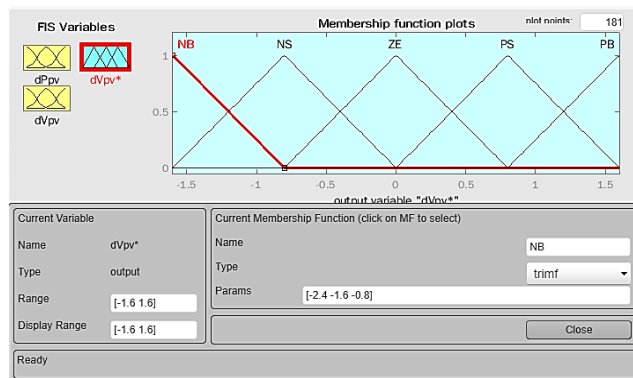 FIS Variables
Membership function plots
plot points:
181
dPpv
dVpv*
dVpv
NB
NS
ZE
PS
PB
1
0.5
0
-1.5
-1
-0.5
0
0.5
1
1.5
output variable "dVpv*"
Current Variable
Name
dVpv*
Type
output
Range
[-1.6 1.6]
Display Range
[-1.6 1.6]
Current Membership Function (click on MF to select)
Name
NB
Type
trimf
Params
[-2.4 -1.6 -0.8]
Close
Ready